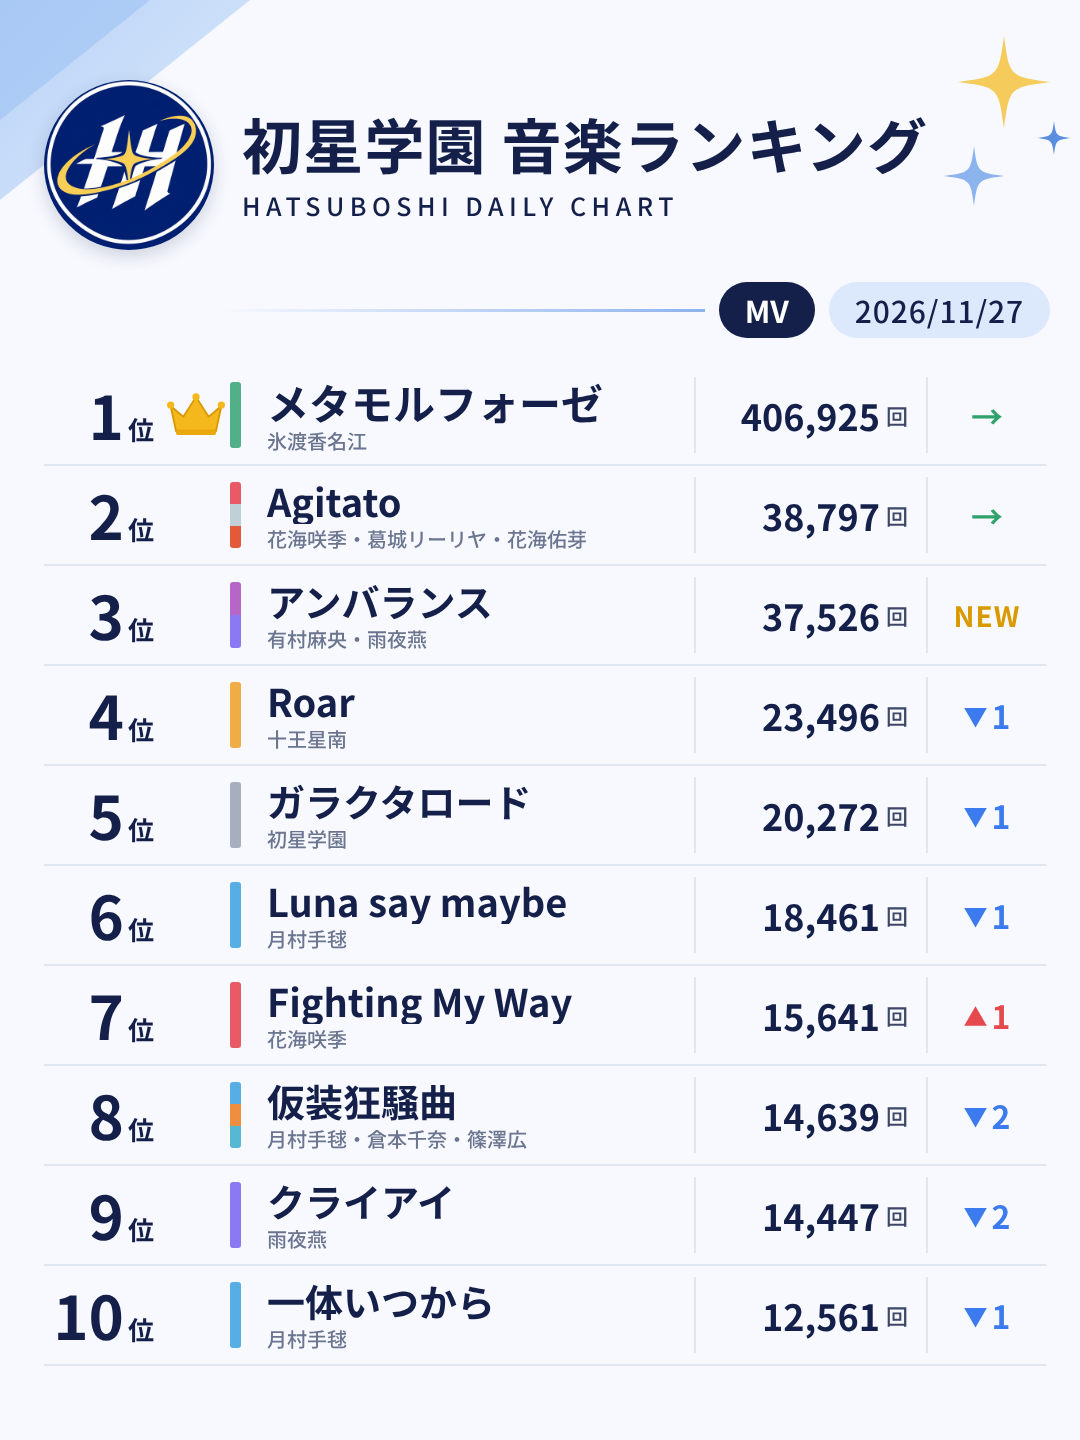 初星学園 音楽ランキング
HATSUBOSHI DAILY CHART
MV 2026/11/27
1位 メタモルフォーゼ 406,925回 →
氷渡香名江
2位 Agitato 38,797回 →
花海咲季・葛城リーリヤ・花海佑芽
3位 アンバランス 37,526回 NEW
有村麻央・雨夜燕
4位 Roar 23,496回 ▼1
十王星南
5位 ガラクタロード 20,272回 ▼1
初星学園
6位 Luna say maybe 18,461回 ▼1
月村手毬
7位 Fighting My Way 15,641回 ▲1
花海咲季
8位 仮装狂騒曲 14,639回 ▼2
月村手毬・倉本千奈・篠澤広
9位 クライアイ 14,447回 ▼2
雨夜燕
10位 一体いつから 12,561回 ▼1
月村手毬